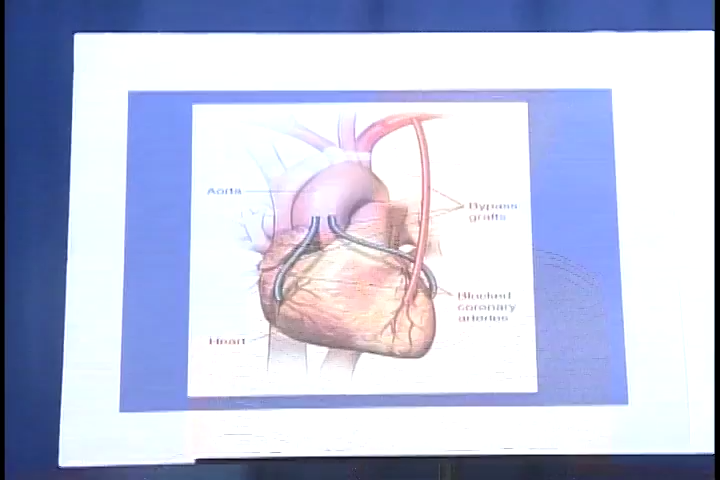 Aorta
Bypass
grafts
Blocked
coronary
arteries
Heart